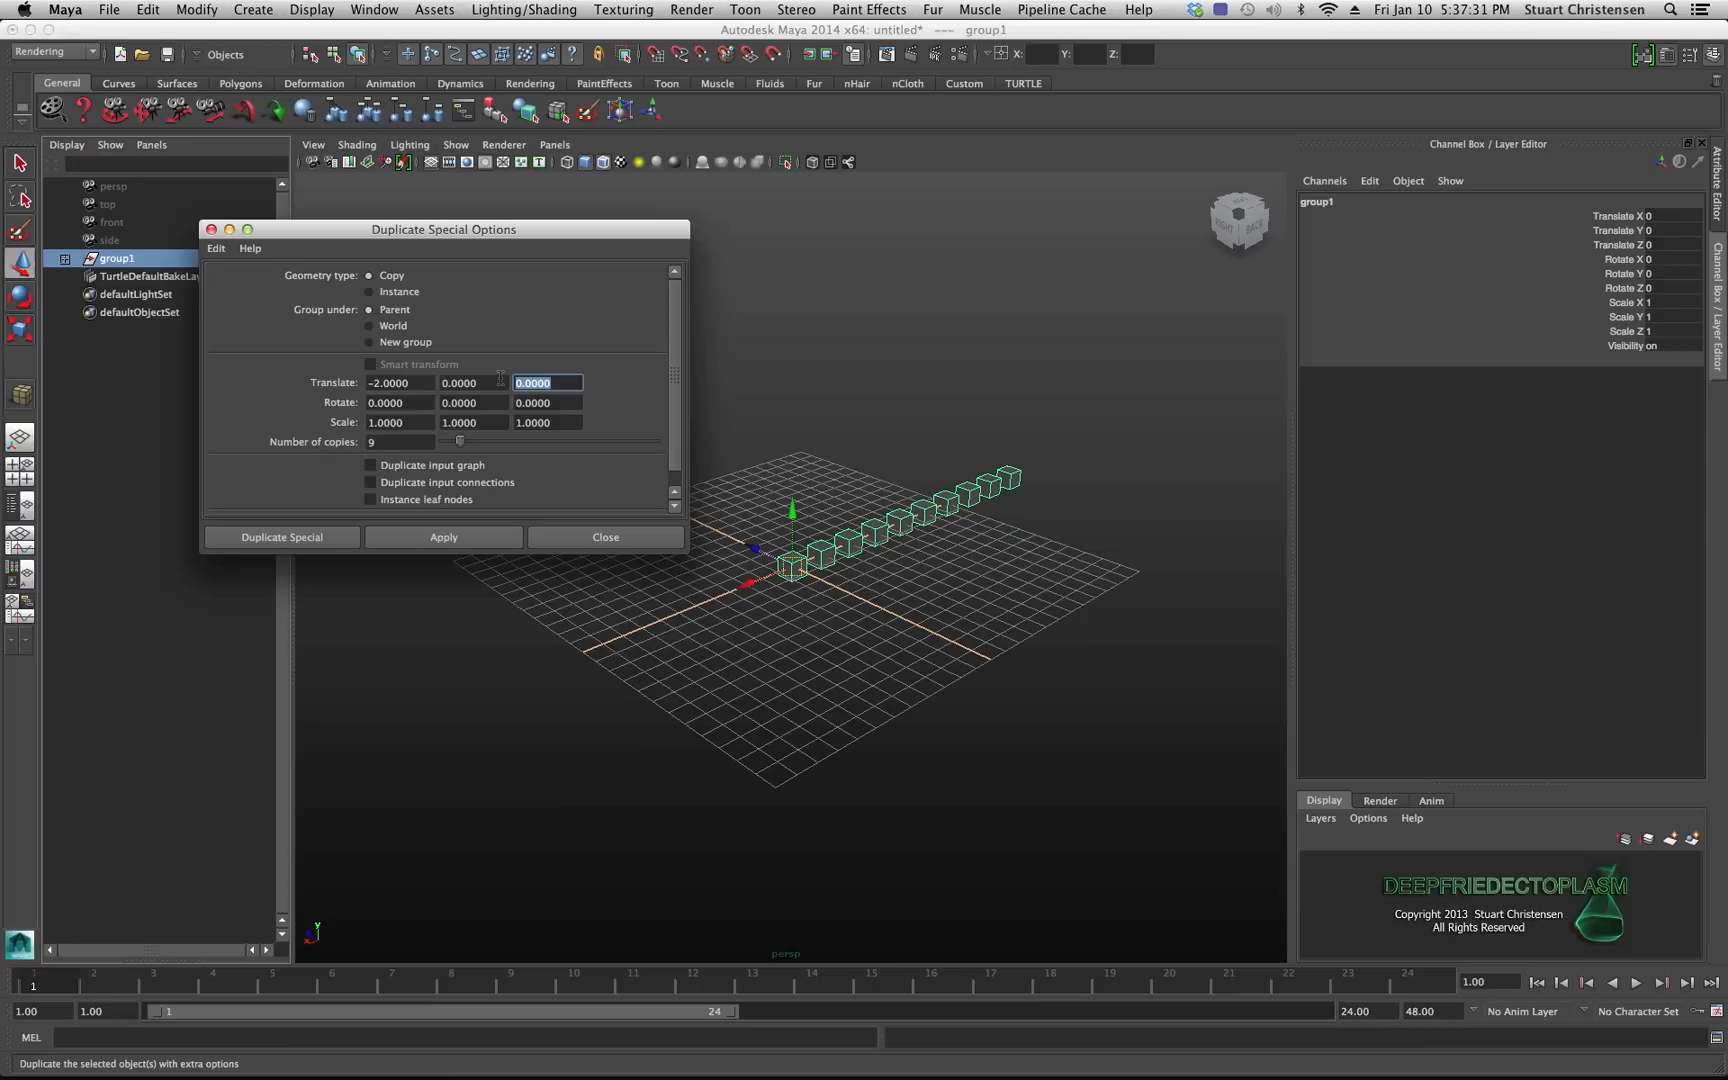 Maya File Edit Modify Create Display Window Assets Lighting/Shading Texturing Render Toon Stereo Paint Effects Fur Muscle Pipeline Cache Help Fri Jan 10 5:37:31 PM Stuart Christensen
Autodesk Maya 2014 x64: untitled* --- group1
Rendering Objects X: Y: Z:
General Curves Surfaces Polygons Deformation Animation Dynamics Rendering PaintEffects Toon Muscle Fluids Fur nHair nCloth Custom TURTLE
Display Show Panels
persp
top
front
side
group1
TurtleDefaultBakeLay
defaultLightSet
defaultObjectSet
View Shading Lighting Show Renderer Panels
Duplicate Special Options
Edit Help
Geometry type: Copy
Instance
Group under: Parent
World
New group
Smart transform
Translate: -2.0000 0.0000 0.0000
Rotate: 0.0000 0.0000 0.0000
Scale: 1.0000 1.0000 1.0000
Number of copies: 9
Duplicate input graph
Duplicate input connections
Instance leaf nodes
Duplicate Special Apply Close
RIGHT BACK
Y
persp
Channel Box / Layer Editor
Channels Edit Object Show
group1
Translate X 0
Translate Y 0
Translate Z 0
Rotate X 0
Rotate Y 0
Rotate Z 0
Scale X 1
Scale Y 1
Scale Z 1
Visibility on
Attribute Editor
Channel Box / Layer Editor
Display Render Anim
Layers Options Help
DEEPFRIEDECTOPLASM
Copyright 2013 Stuart Christensen
All Rights Reserved
1 2 3 4 5 6 7 8 9 10 11 12 13 14 15 16 17 18 19 20 21 22 23 24
1 1.00
1.00 1.00 1 24 24.00 48.00 No Anim Layer No Character Set
MEL
Duplicate the selected object(s) with extra options